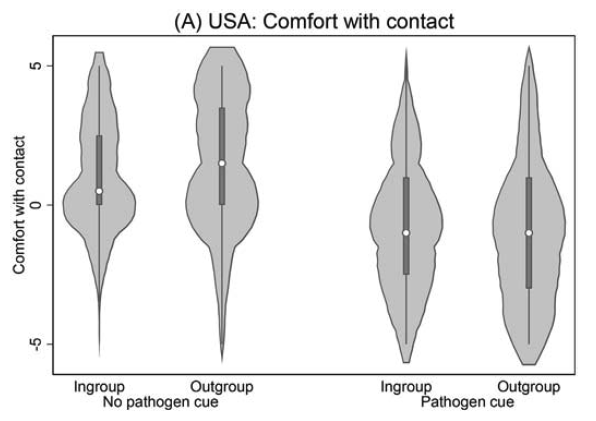 (A) USA: Comfort with contact
Comfort with contact
5
0
-5
Ingroup Outgroup Ingroup Outgroup
No pathogen cue Pathogen cue